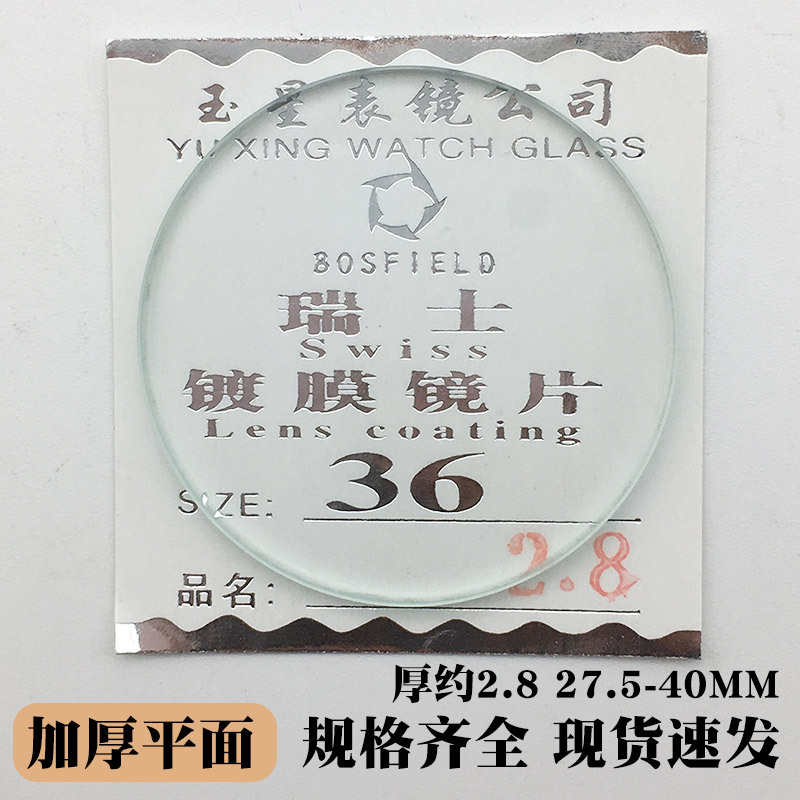 玉星表镜公司
YU XING WATCH GLASS
BOSFIELD
瑞士
Swiss
镀膜镜片
Lens coating
SIZE: 36
品名: 2.8
厚约2.8 27.5-40MM
加厚平面 规格齐全 现货速发